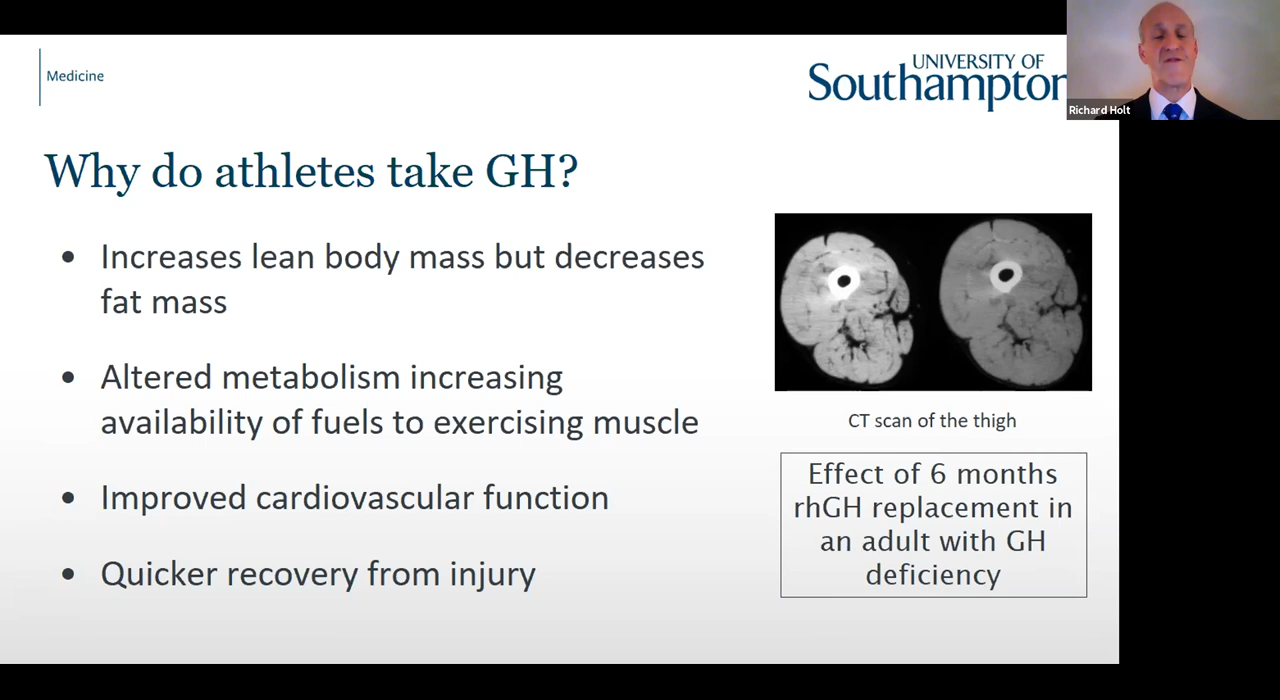 Medicine
UNIVERSITY OF
Southampton
Richard Holt
Why do athletes take GH?
• Increases lean body mass but decreases
fat mass
• Altered metabolism increasing
availability of fuels to exercising muscle
• Improved cardiovascular function
• Quicker recovery from injury
CT scan of the thigh
Effect of 6 months
rhGH replacement in
an adult with GH
deficiency